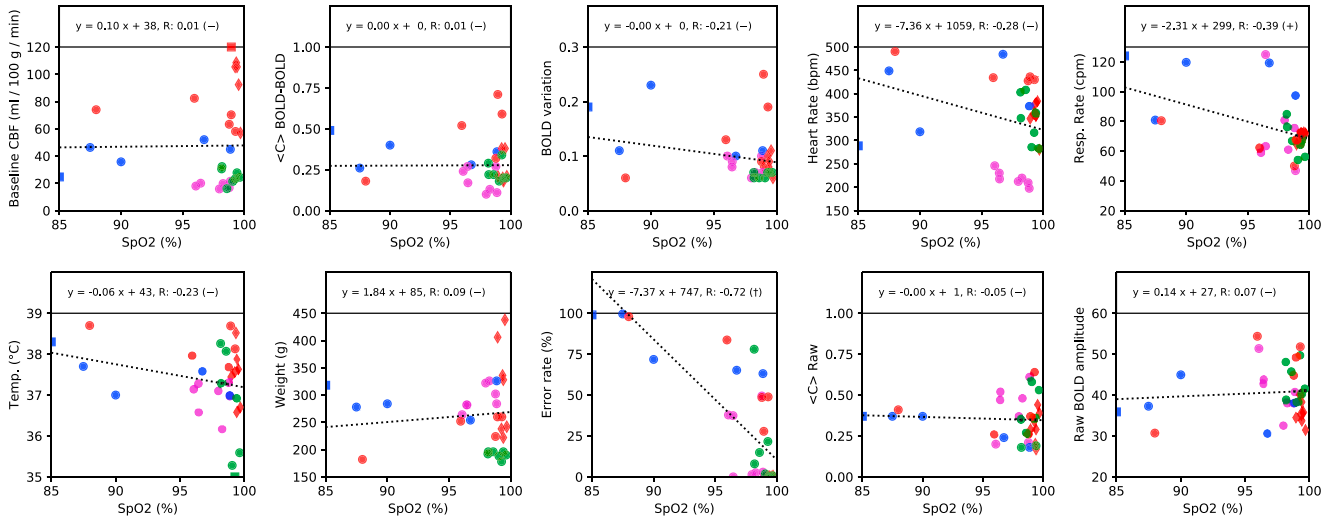 y = 0.10 x + 38, R: 0.01 (−)
Baseline CBF (ml / 100 g / min)
120
100
80
60
40
20
0
85 90 95 100
SpO2 (%)
y = 0.00 x + 0, R: 0.01 (−)
<C> BOLD-BOLD
1.00
0.75
0.50
0.25
0.00
85 90 95 100
SpO2 (%)
y = -0.00 x + 0, R: -0.21 (−)
BOLD variation
0.3
0.2
0.1
0.0
85 90 95 100
SpO2 (%)
y = -7.36 x + 1059, R: -0.28 (−)
Heart Rate (bpm)
500
450
400
350
300
250
200
150
85 90 95 100
SpO2 (%)
y = -2.31 x + 299, R: -0.39 (+)
Resp. Rate (cpm)
120
100
80
60
40
20
85 90 95 100
SpO2 (%)
y = -0.06 x + 43, R: -0.23 (−)
Temp. (°C)
39
38
37
36
35
85 90 95 100
SpO2 (%)
y = 1.84 x + 85, R: 0.09 (−)
Weight (g)
450
400
350
300
250
200
150
85 90 95 100
SpO2 (%)
y = -7.37 x + 747, R: -0.72 (†)
Error rate (%)
100
75
50
25
0
85 90 95 100
SpO2 (%)
y = -0.00 x + 1, R: -0.05 (−)
<C> Raw
1.00
0.75
0.50
0.25
0.00
85 90 95 100
SpO2 (%)
y = 0.14 x + 27, R: 0.07 (−)
Raw BOLD amplitude
60
50
40
30
20
85 90 95 100
SpO2 (%)